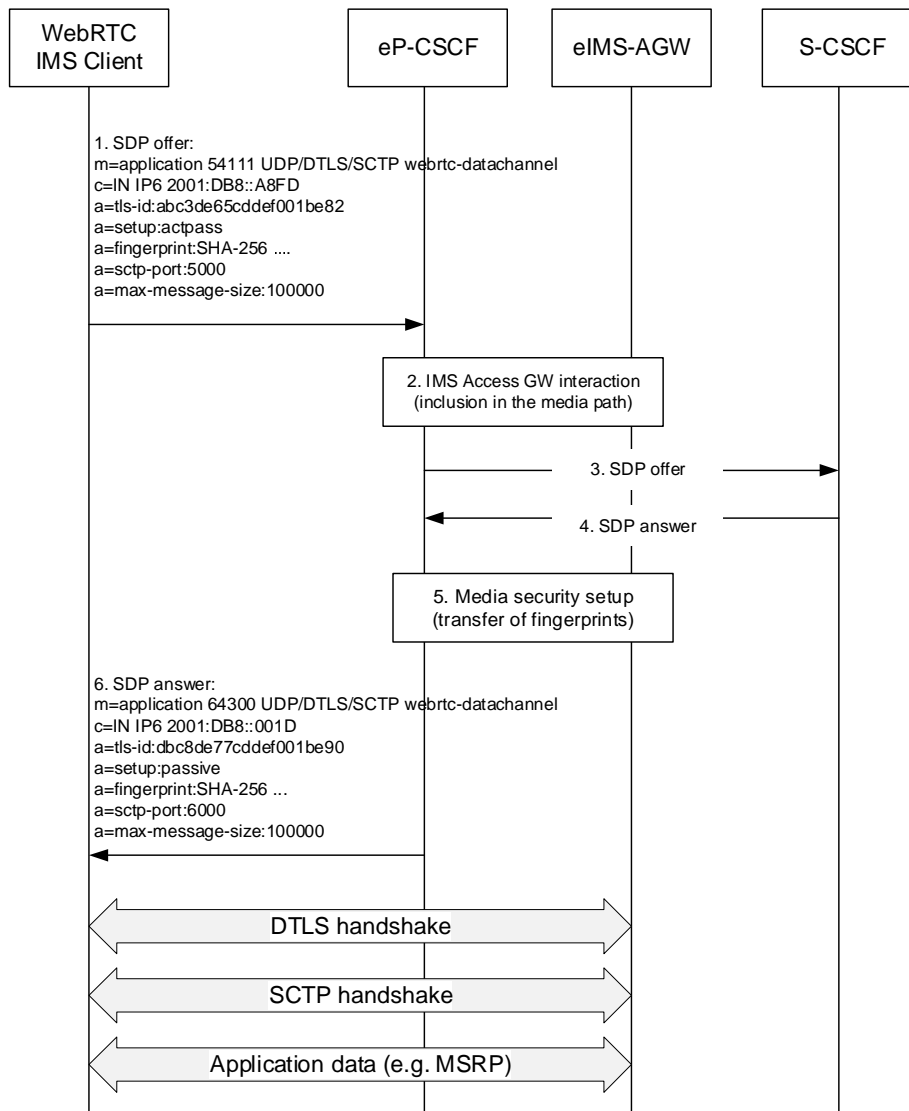 WebRTC
IMS Client
eP-CSCF
eIMS-AGW
S-CSCF
1. SDP offer:
m=application 54111 UDP/DTLS/SCTP webrtc-datachannel
c=IN IP6 2001:DB8::A8FD
a=tls-id:abc3de65cddef001be82
a=setup:actpass
a=fingerprint:SHA-256 ....
a=sctp-port:5000
a=max-message-size:100000
2. IMS Access GW interaction
(inclusion in the media path)
3. SDP offer
4. SDP answer
5. Media security setup
(transfer of fingerprints)
6. SDP answer:
m=application 64300 UDP/DTLS/SCTP webrtc-datachannel
c=IN IP6 2001:DB8::001D
a=tls-id:dbc8de77cddef001be90
a=setup:passive
a=fingerprint:SHA-256 ...
a=sctp-port:6000
a=max-message-size:100000
DTLS handshake
SCTP handshake
Application data (e.g. MSRP)